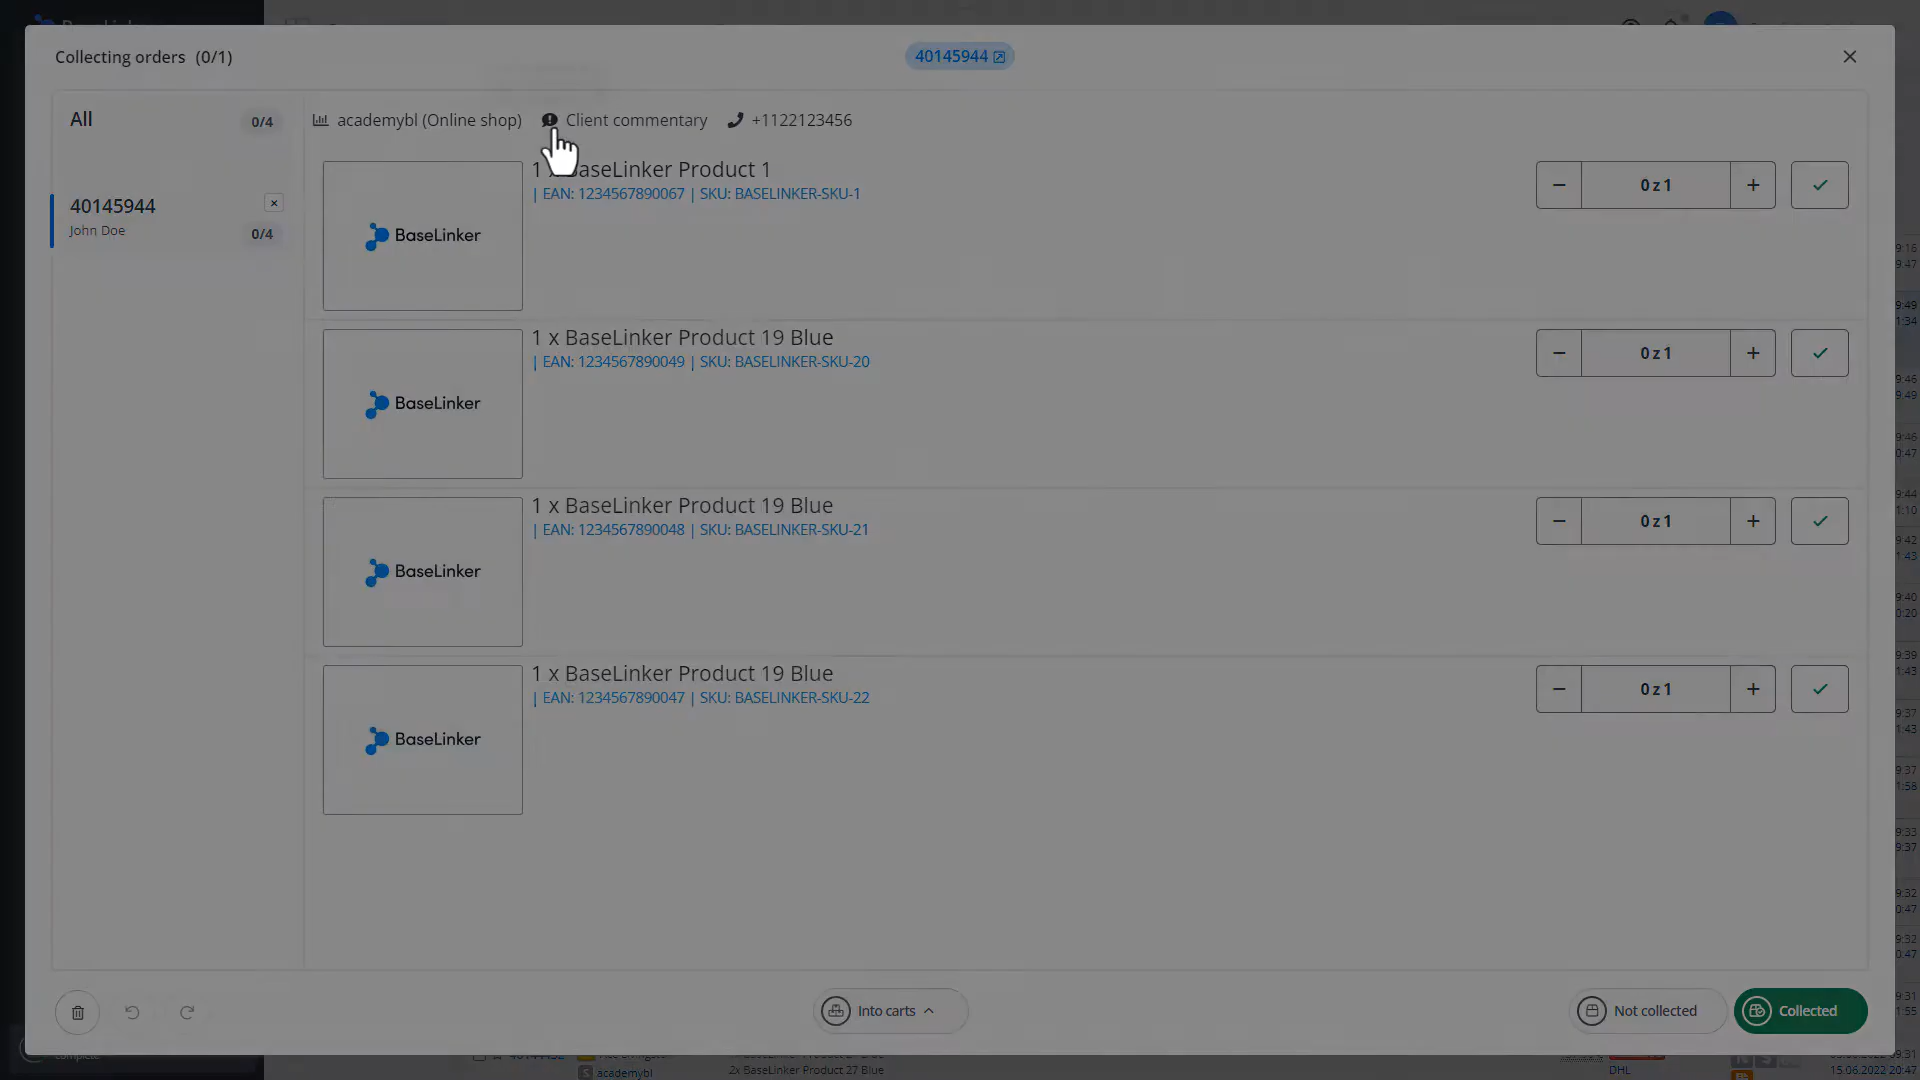 Collecting orders (0/1)
40145944
All
0/4
academybl (Online shop)
Client commentary
+1122123456
40145944
John Doe
0/4
BaseLinker
1 x BaseLinker Product 1
| EAN: 1234567890067 | SKU: BASELINKER-SKU-1
0 z 1
BaseLinker
1 x BaseLinker Product 19 Blue
| EAN: 1234567890049 | SKU: BASELINKER-SKU-20
0 z 1
BaseLinker
1 x BaseLinker Product 19 Blue
| EAN: 1234567890048 | SKU: BASELINKER-SKU-21
0 z 1
BaseLinker
1 x BaseLinker Product 19 Blue
| EAN: 1234567890047 | SKU: BASELINKER-SKU-22
0 z 1
Into carts
Not collected
Collected
academybl
2x BaseLinker Product 27 Blue
DHL
15.06.2022 20:47